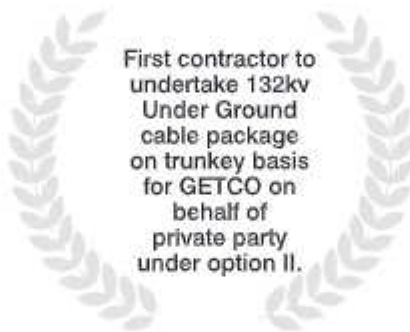 First contractor to
undertake 132kv
Under Ground
cable package
on trunkey basis
for GETCO on
behalf of
private party
under option II.